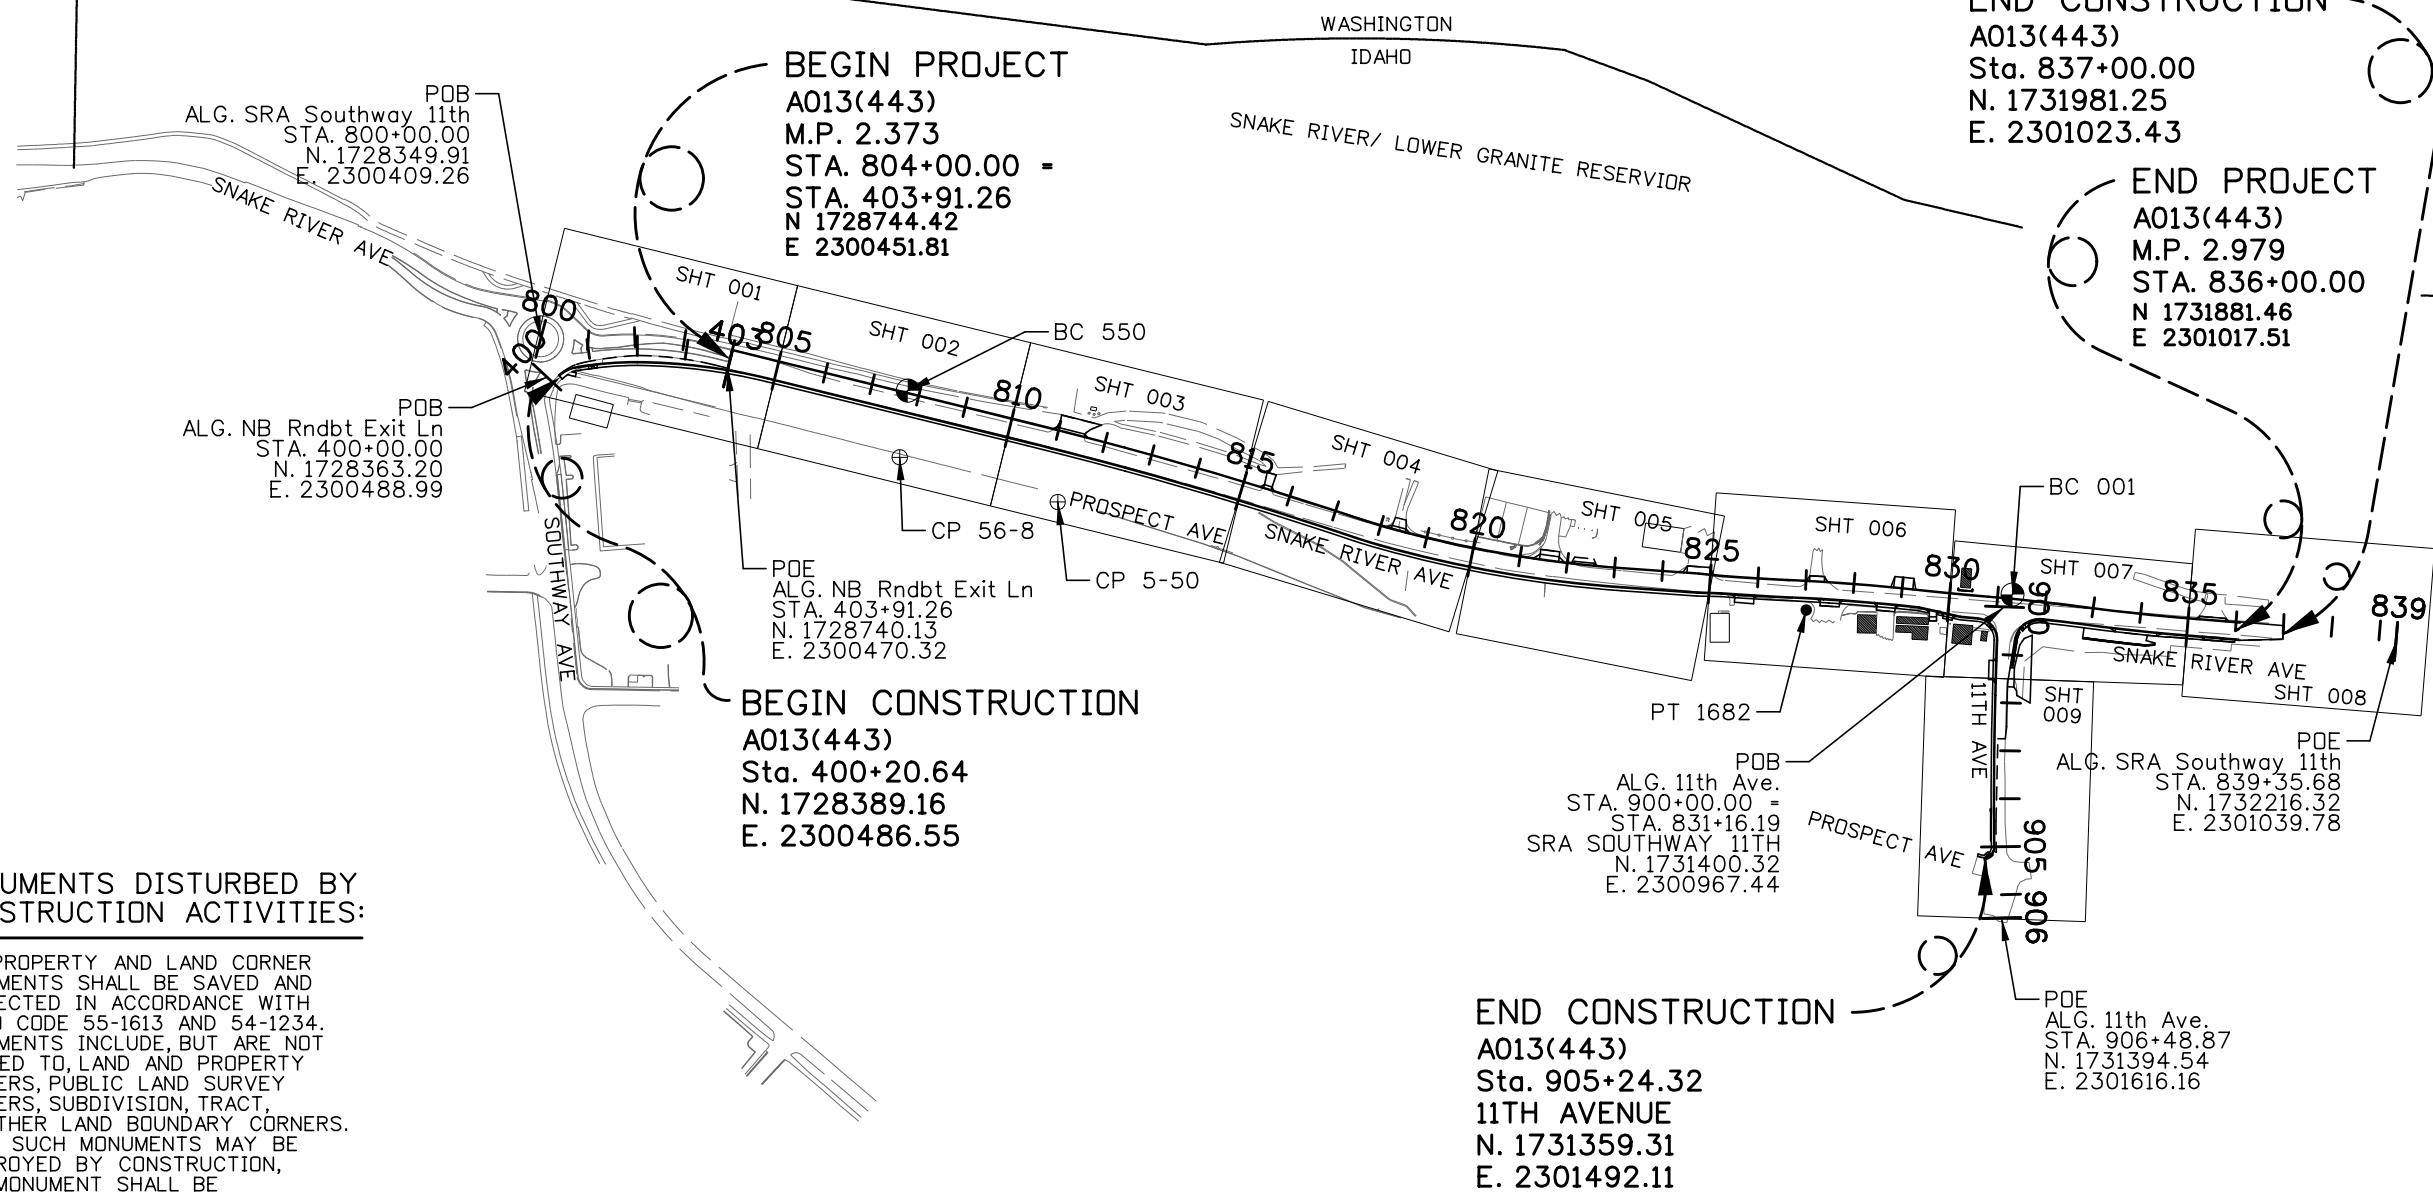 WASHINGTON
IDAHO
SNAKE RIVER/ LOWER GRANITE RESERVIOR
END CONSTRUCTION
A013(443)
Sta. 837+00.00
N. 1731981.25
E. 2301023.43
BEGIN PROJECT
A013(443)
M.P. 2.373
STA. 804+00.00 =
STA. 403+91.26
N 1728744.42
E 2300451.81
POB
ALG. SRA Southway 11th
STA. 800+00.00
N. 1728349.91
E. 2300409.26
END PROJECT
A013(443)
M.P. 2.979
STA. 836+00.00
N 1731881.46
E 2301017.51
SNAKE RIVER AVE
SHT 001
SHT 002
SHT 003
SHT 004
SHT 005
SHT 006
SHT 007
SHT 008
SHT
009
800
400
403
805
810
815
820
825
830
835
839
900
905
906
BC 550
BC 001
POB
ALG. NB Rndbt Exit Ln
STA. 400+00.00
N. 1728363.20
E. 2300488.99
CP 56-8
CP 5-50
PROSPECT AVE
SNAKE RIVER AVE
SOUTHWAY AVE
POE
ALG. NB Rndbt Exit Ln
STA. 403+91.26
N. 1728740.13
E. 2300470.32
BEGIN CONSTRUCTION
A013(443)
Sta. 400+20.64
N. 1728389.16
E. 2300486.55
PT 1682
SNAKE RIVER AVE
11TH AVE
POB
ALG. 11th Ave.
STA. 900+00.00 =
STA. 831+16.19
SRA SOUTHWAY 11TH
N. 1731400.32
E. 2300967.44
PROSPECT AVE
POE
ALG. SRA Southway 11th
STA. 839+35.68
N. 1732216.32
E. 2301039.78
END CONSTRUCTION
A013(443)
Sta. 905+24.32
11TH AVENUE
N. 1731359.31
E. 2301492.11
POE
ALG. 11th Ave.
STA. 906+48.87
N. 1731394.54
E. 2301616.16
UMENTS DISTURBED BY
STRUCTION ACTIVITIES:
PROPERTY AND LAND CORNER
MENTS SHALL BE SAVED AND
ECTED IN ACCORDANCE WITH
O CODE 55-1613 AND 54-1234.
MENTS INCLUDE, BUT ARE NOT
ED TO, LAND AND PROPERTY
ERS, PUBLIC LAND SURVEY
ERS, SUBDIVISION, TRACT,
THER LAND BOUNDARY CORNERS.
SUCH MONUMENTS MAY BE
ROYED BY CONSTRUCTION,
MONUMENT SHALL BE